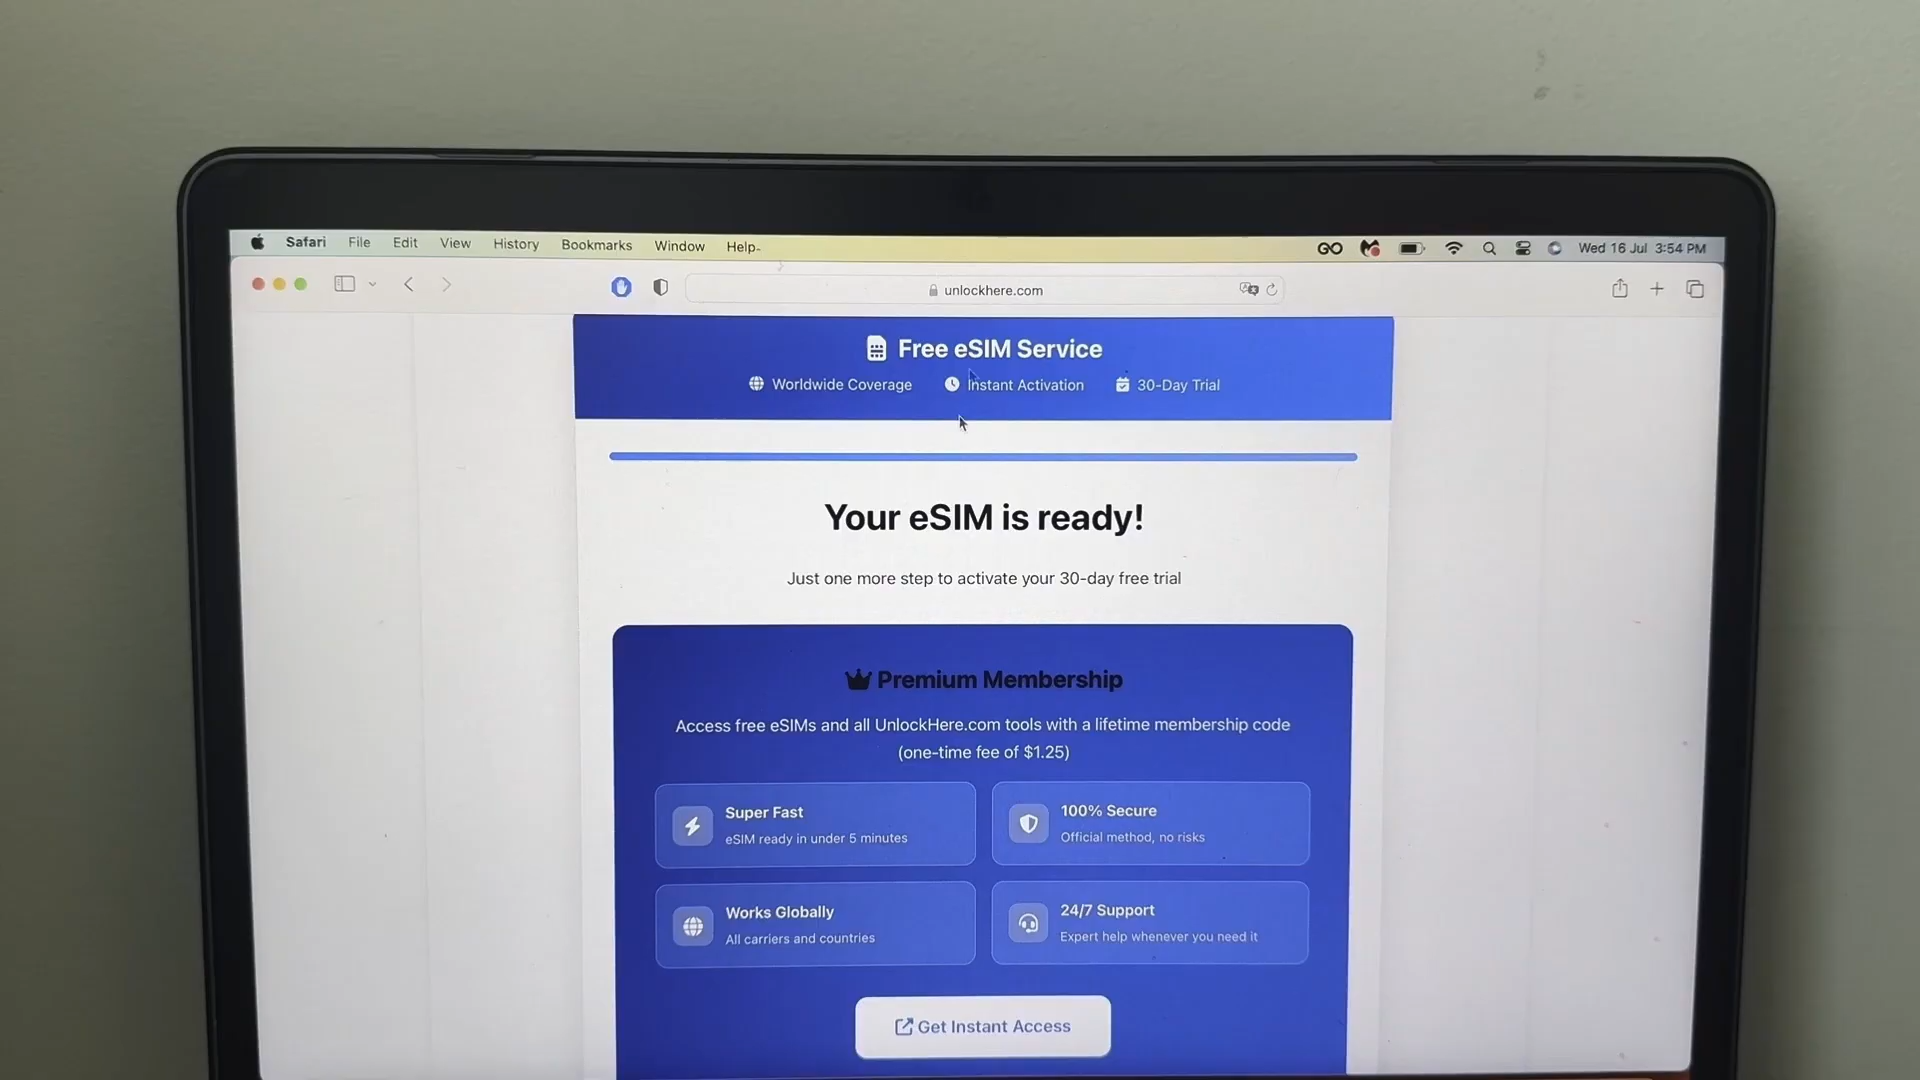 Safari File Edit View History Bookmarks Window Help
Wed 16 Jul 3:54 PM
unlockhere.com
Free eSIM Service
Worldwide Coverage Instant Activation 30-Day Trial
Your eSIM is ready!
Just one more step to activate your 30-day free trial
Premium Membership
Access free eSIMs and all UnlockHere.com tools with a lifetime membership code
(one-time fee of $1.25)
Super Fast
eSIM ready in under 5 minutes
100% Secure
Official method, no risks
Works Globally
All carriers and countries
24/7 Support
Expert help whenever you need it
Get Instant Access